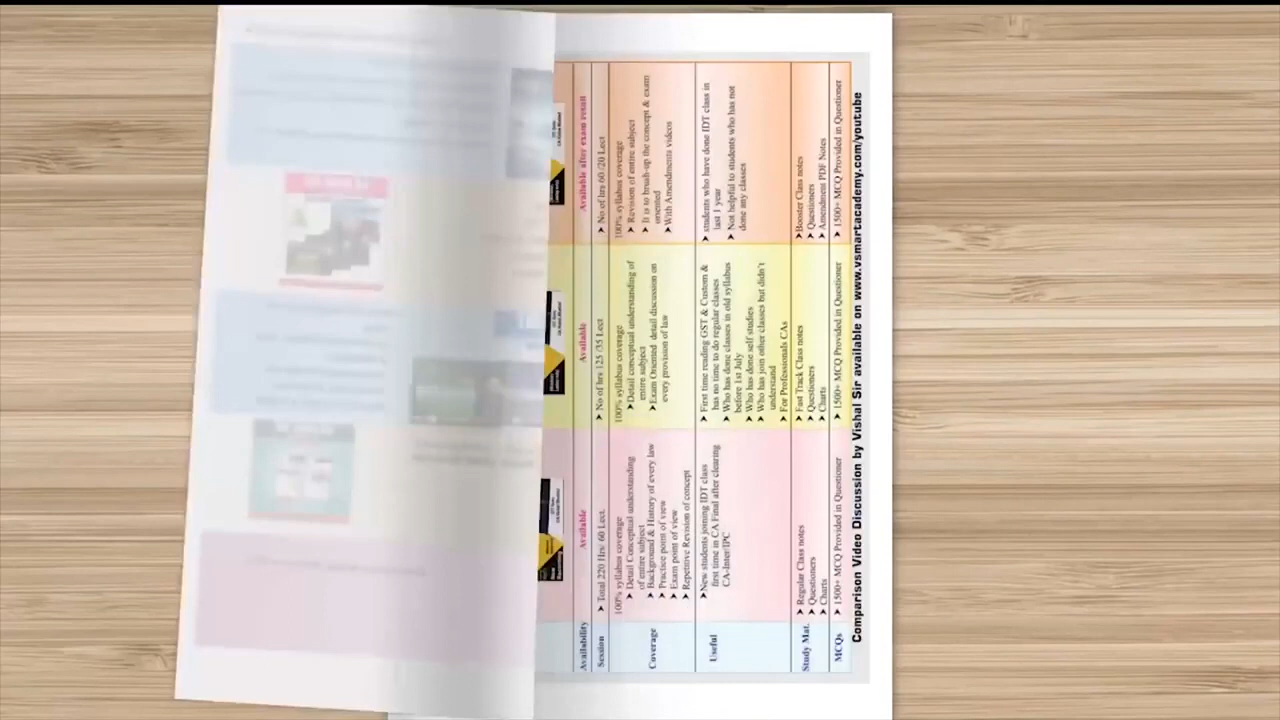 Availability
Available
Available
Available after exam result
Session
➤ Total 220 Hrs/ 60 Lect.
➤ No of hrs 125 /35 Lect
➤ No of hrs 60 /20 Lect
Coverage
100% syllabus coverage
➤ Detail Conceptual understanding
of entire subject
➤ Background & History of every law
➤ Practice point of view
➤ Exam point of view
➤ Repetitive Revision of concept
100% syllabus coverage
➤ Detail conceptual understanding of
entire subject
➤ Exam Oriented detail discussion on
every provision of law
100% syllabus coverage
➤ Revision of entire subject
➤ It is to brush-up the concept & exam
oriented
➤ With Amendments videos
Useful
➤ New students joining IDT class
first time in CA Final after clearing
CA-Inter/IPC
➤ First time reading GST & Custom &
has no time to do regular classes
➤ Who has done classes in old syllabus
before 1st July
➤ Who has done self studies
➤ Who has join other classes but didn't
understand
➤ For Professionals CAs
➤ students who have done IDT class in
last 1 year
➤ Not helpful to students who has not
done any classes
Study Mat.
➤ Regular Class notes
➤ Questioners
➤ Charts
➤ Fast Track Class notes
➤ Questioners
➤ Charts
➤ Booster Class notes
➤ Questioners
➤ Amendment PDF Notes
MCQs
➤ 1500+ MCQ Provided in Questioner
➤ 1500+ MCQ Provided in Questioner
➤ 1500+ MCQ Provided in Questioner
Comparison Video Discussion by Vishal Sir available on www.vsmartacademy.com/youtube